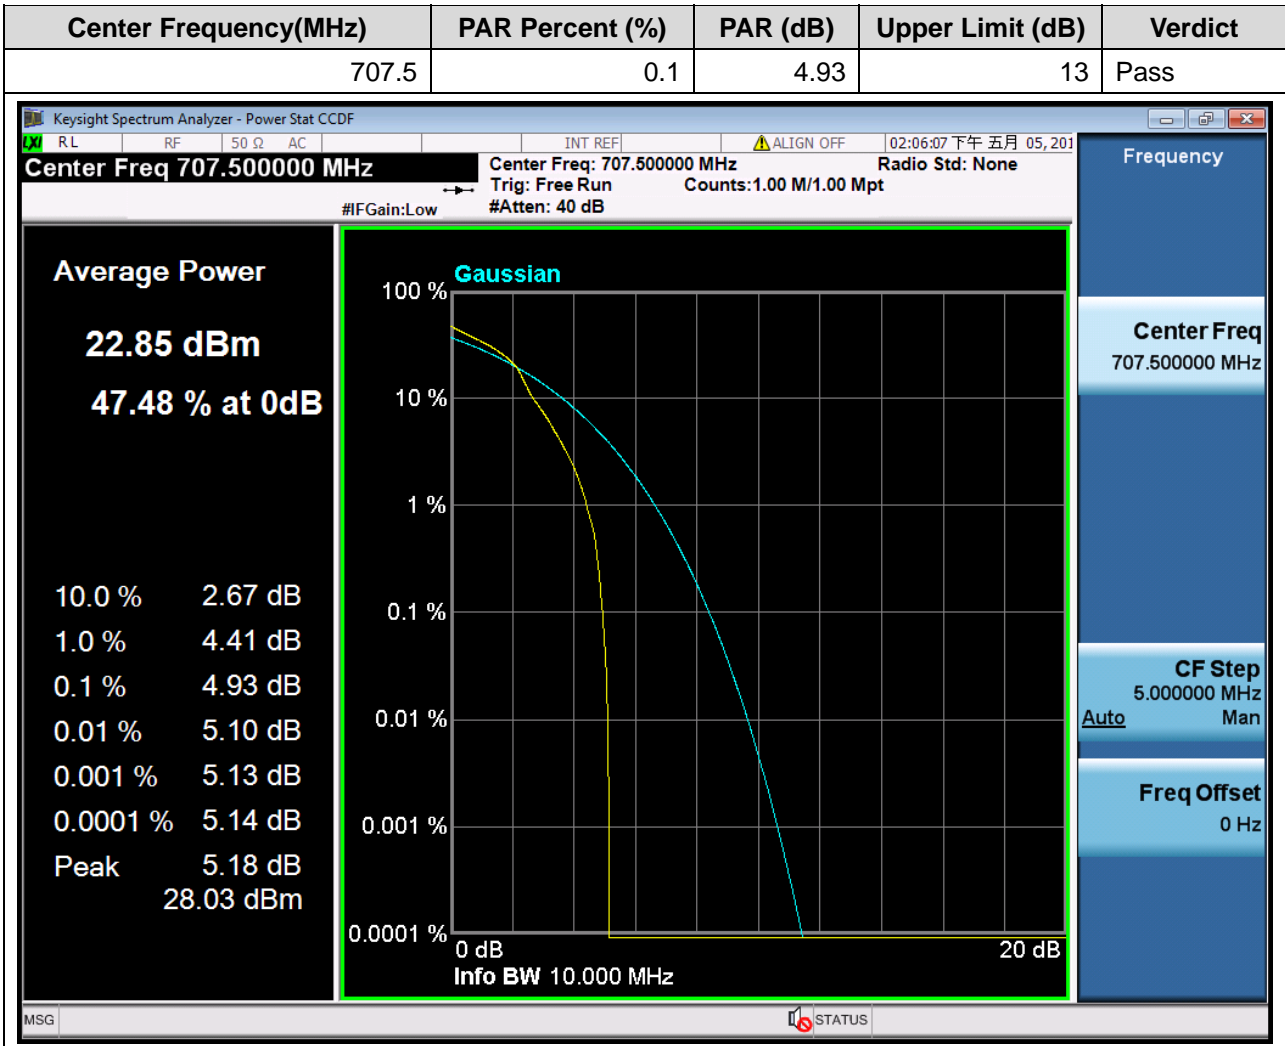 Center Frequency(MHz) PAR Percent (%) PAR (dB) Upper Limit (dB) Verdict
707.5 0.1 4.93 13 Pass
Keysight Spectrum Analyzer - Power Stat CCDF
LXI RL RF 50 Ω AC INT REF ALIGN OFF 02:06:07 下午 五月 05, 201
Center Freq 707.500000 MHz
Center Freq: 707.500000 MHz Radio Std: None
Trig: Free Run Counts:1.00 M/1.00 Mpt
#IFGain:Low #Atten: 40 dB
Frequency
Average Power
22.85 dBm
47.48 % at 0dB
10.0 % 2.67 dB
1.0 % 4.41 dB
0.1 % 4.93 dB
0.01 % 5.10 dB
0.001 % 5.13 dB
0.0001 % 5.14 dB
Peak 5.18 dB
28.03 dBm
Gaussian
100 %
10 %
1 %
0.1 %
0.01 %
0.001 %
0.0001 %
0 dB 20 dB
Info BW 10.000 MHz
Center Freq
707.500000 MHz
CF Step
5.000000 MHz
Auto Man
Freq Offset
0 Hz
MSG STATUS